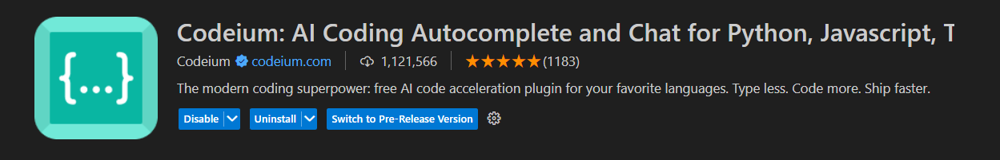 {...}
Codeium: AI Coding Autocomplete and Chat for Python, Javascript, T
Codeium codeium.com 1,121,566 ★★★★★(1183)
The modern coding superpower: free AI code acceleration plugin for your favorite languages. Type less. Code more. Ship faster.
Disable Uninstall Switch to Pre-Release Version